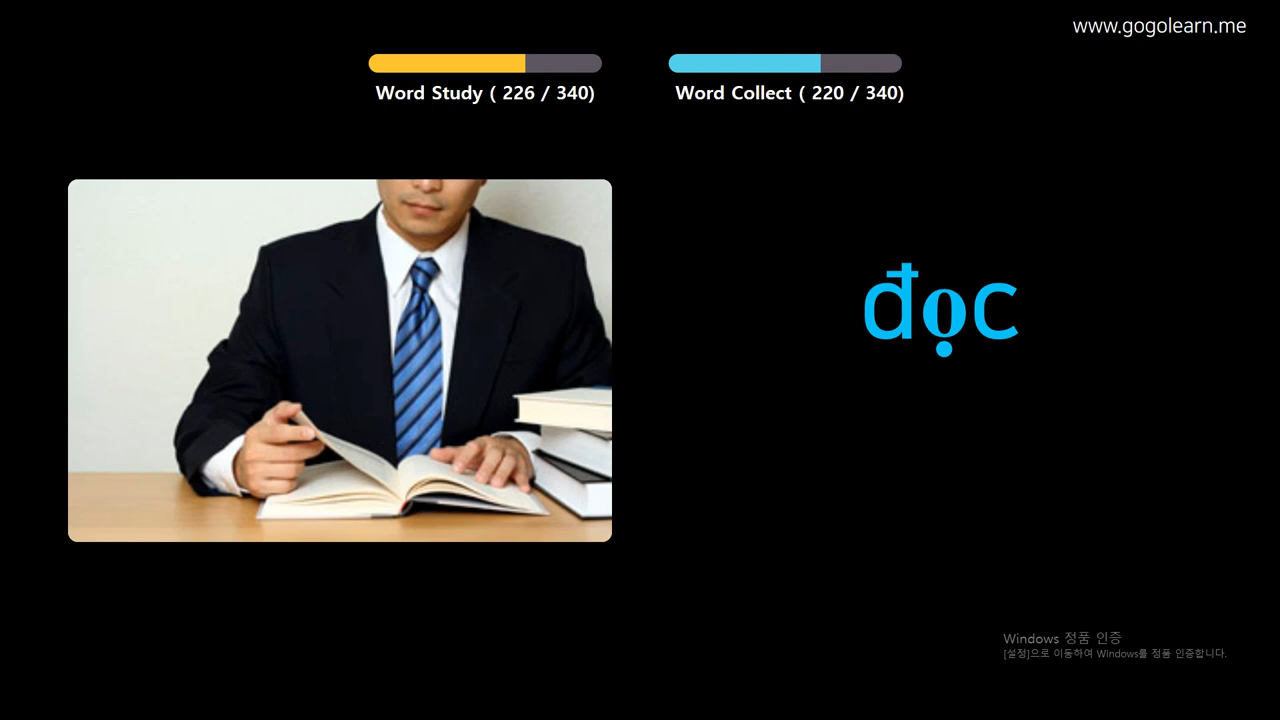 www.gogolearn.me
Word Study ( 226 / 340)
Word Collect ( 220 / 340)
đọc
Windows 정품 인증
[설정]으로 이동하여 Windows를 정품 인증합니다.